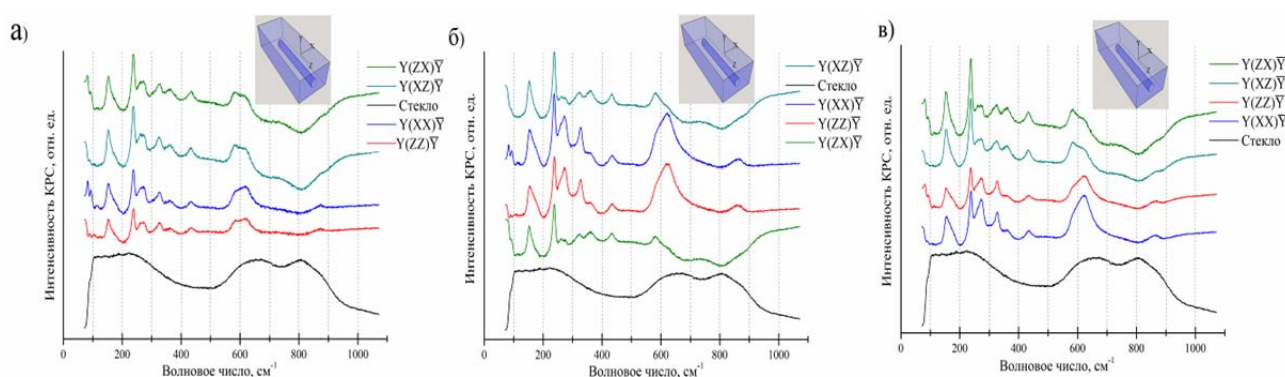 а)
Y(ZX)Y̅
Y(XZ)Y̅
Стекло
Y(XX)Y̅
Y(ZZ)Y̅
Интенсивность КРС, отн. ед.
0 200 400 600 800 1000
Волновое число, см⁻¹
X
Y
Z
б)
Y(XZ)Y̅
Стекло
Y(XX)Y̅
Y(ZZ)Y̅
Y(ZX)Y̅
Интенсивность КРС, отн. ед.
0 200 400 600 800 1000
Волновое число, см⁻¹
X
Y
Z
в)
Y(ZX)Y̅
Y(XZ)Y̅
Y(ZZ)Y̅
Y(XX)Y̅
Стекло
Интенсивность КРС, отн. ед.
0 200 400 600 800 1000
Волновое число, см⁻¹
X
Y
Z